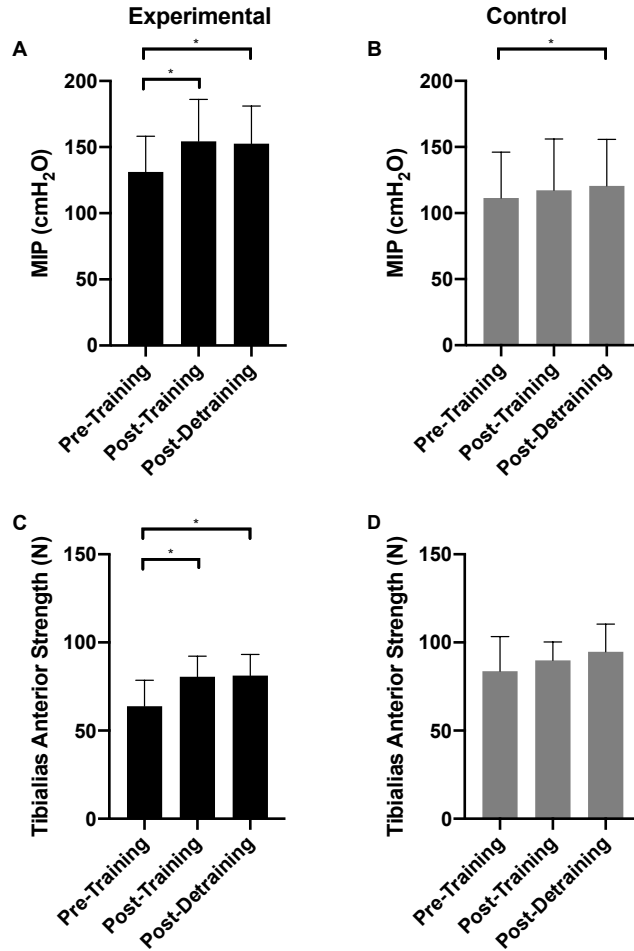 Experimental
Control
A
*
*
200
150
100
50
0
MIP (cmH₂O)
Pre-Training
Post-Training
Post-Detraining
B
*
200
150
100
50
0
MIP (cmH₂O)
Pre-Training
Post-Training
Post-Detraining
C
*
*
150
100
50
0
Tibialias Anterior Strength (N)
Pre-Training
Post-Training
Post-Detraining
D
150
100
50
0
Tibialias Anterior Strength (N)
Pre-Training
Post-Training
Post-Detraining